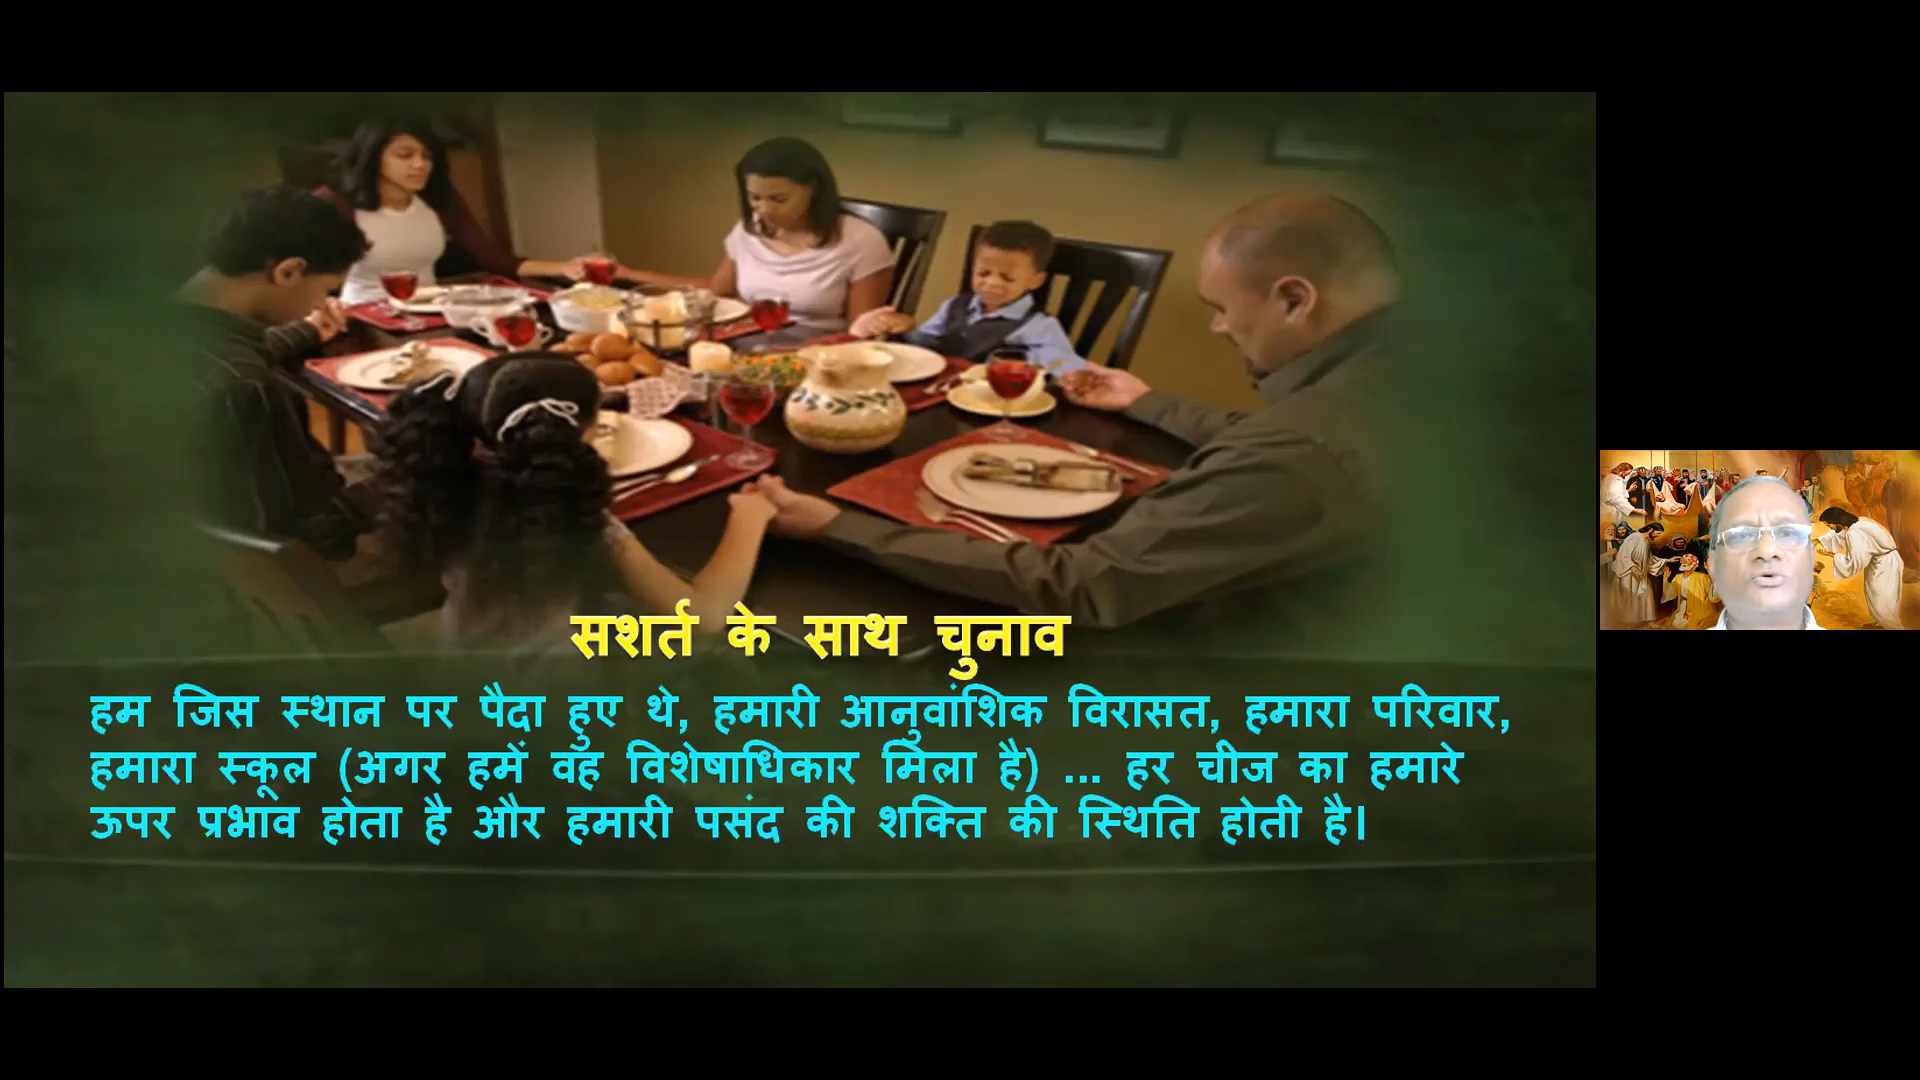 सशर्त के साथ चुनाव
हम जिस स्थान पर पैदा हुए थे, हमारी आनुवांशिक विरासत, हमारा परिवार,
हमारा स्कूल (अगर हमें वह विशेषाधिकार मिला है) ... हर चीज का हमारे
ऊपर प्रभाव होता है और हमारी पसंद की शक्ति की स्थिति होती है।